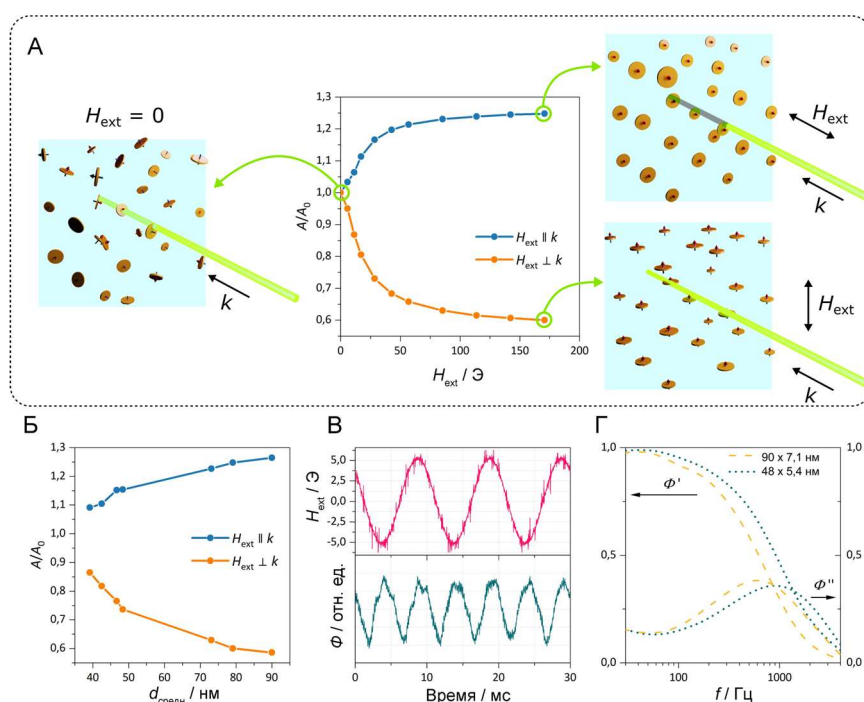 А
H_ext = 0
k
1,3
1,2
1,1
1,0
0,9
0,8
0,7
0,6
A/A₀
H_ext ∥ k
H_ext ⊥ k
0
50
100
150
200
H_ext / Э
H_ext
k
H_ext
k
Б
1,3
1,2
1,1
1,0
0,9
0,8
0,7
0,6
A/A₀
H_ext ∥ k
H_ext ⊥ k
40
50
60
70
80
90
d_средн / нм
В
H_ext / Э
5,0
2,5
0,0
-2,5
-5,0
Φ / отн. ед.
0
10
20
30
Время / мс
Г
1,0
0,5
0,0
90 x 7,1 нм
48 x 5,4 нм
Φ'
Φ''
1,0
0,5
0,0
100
1000
f / Гц